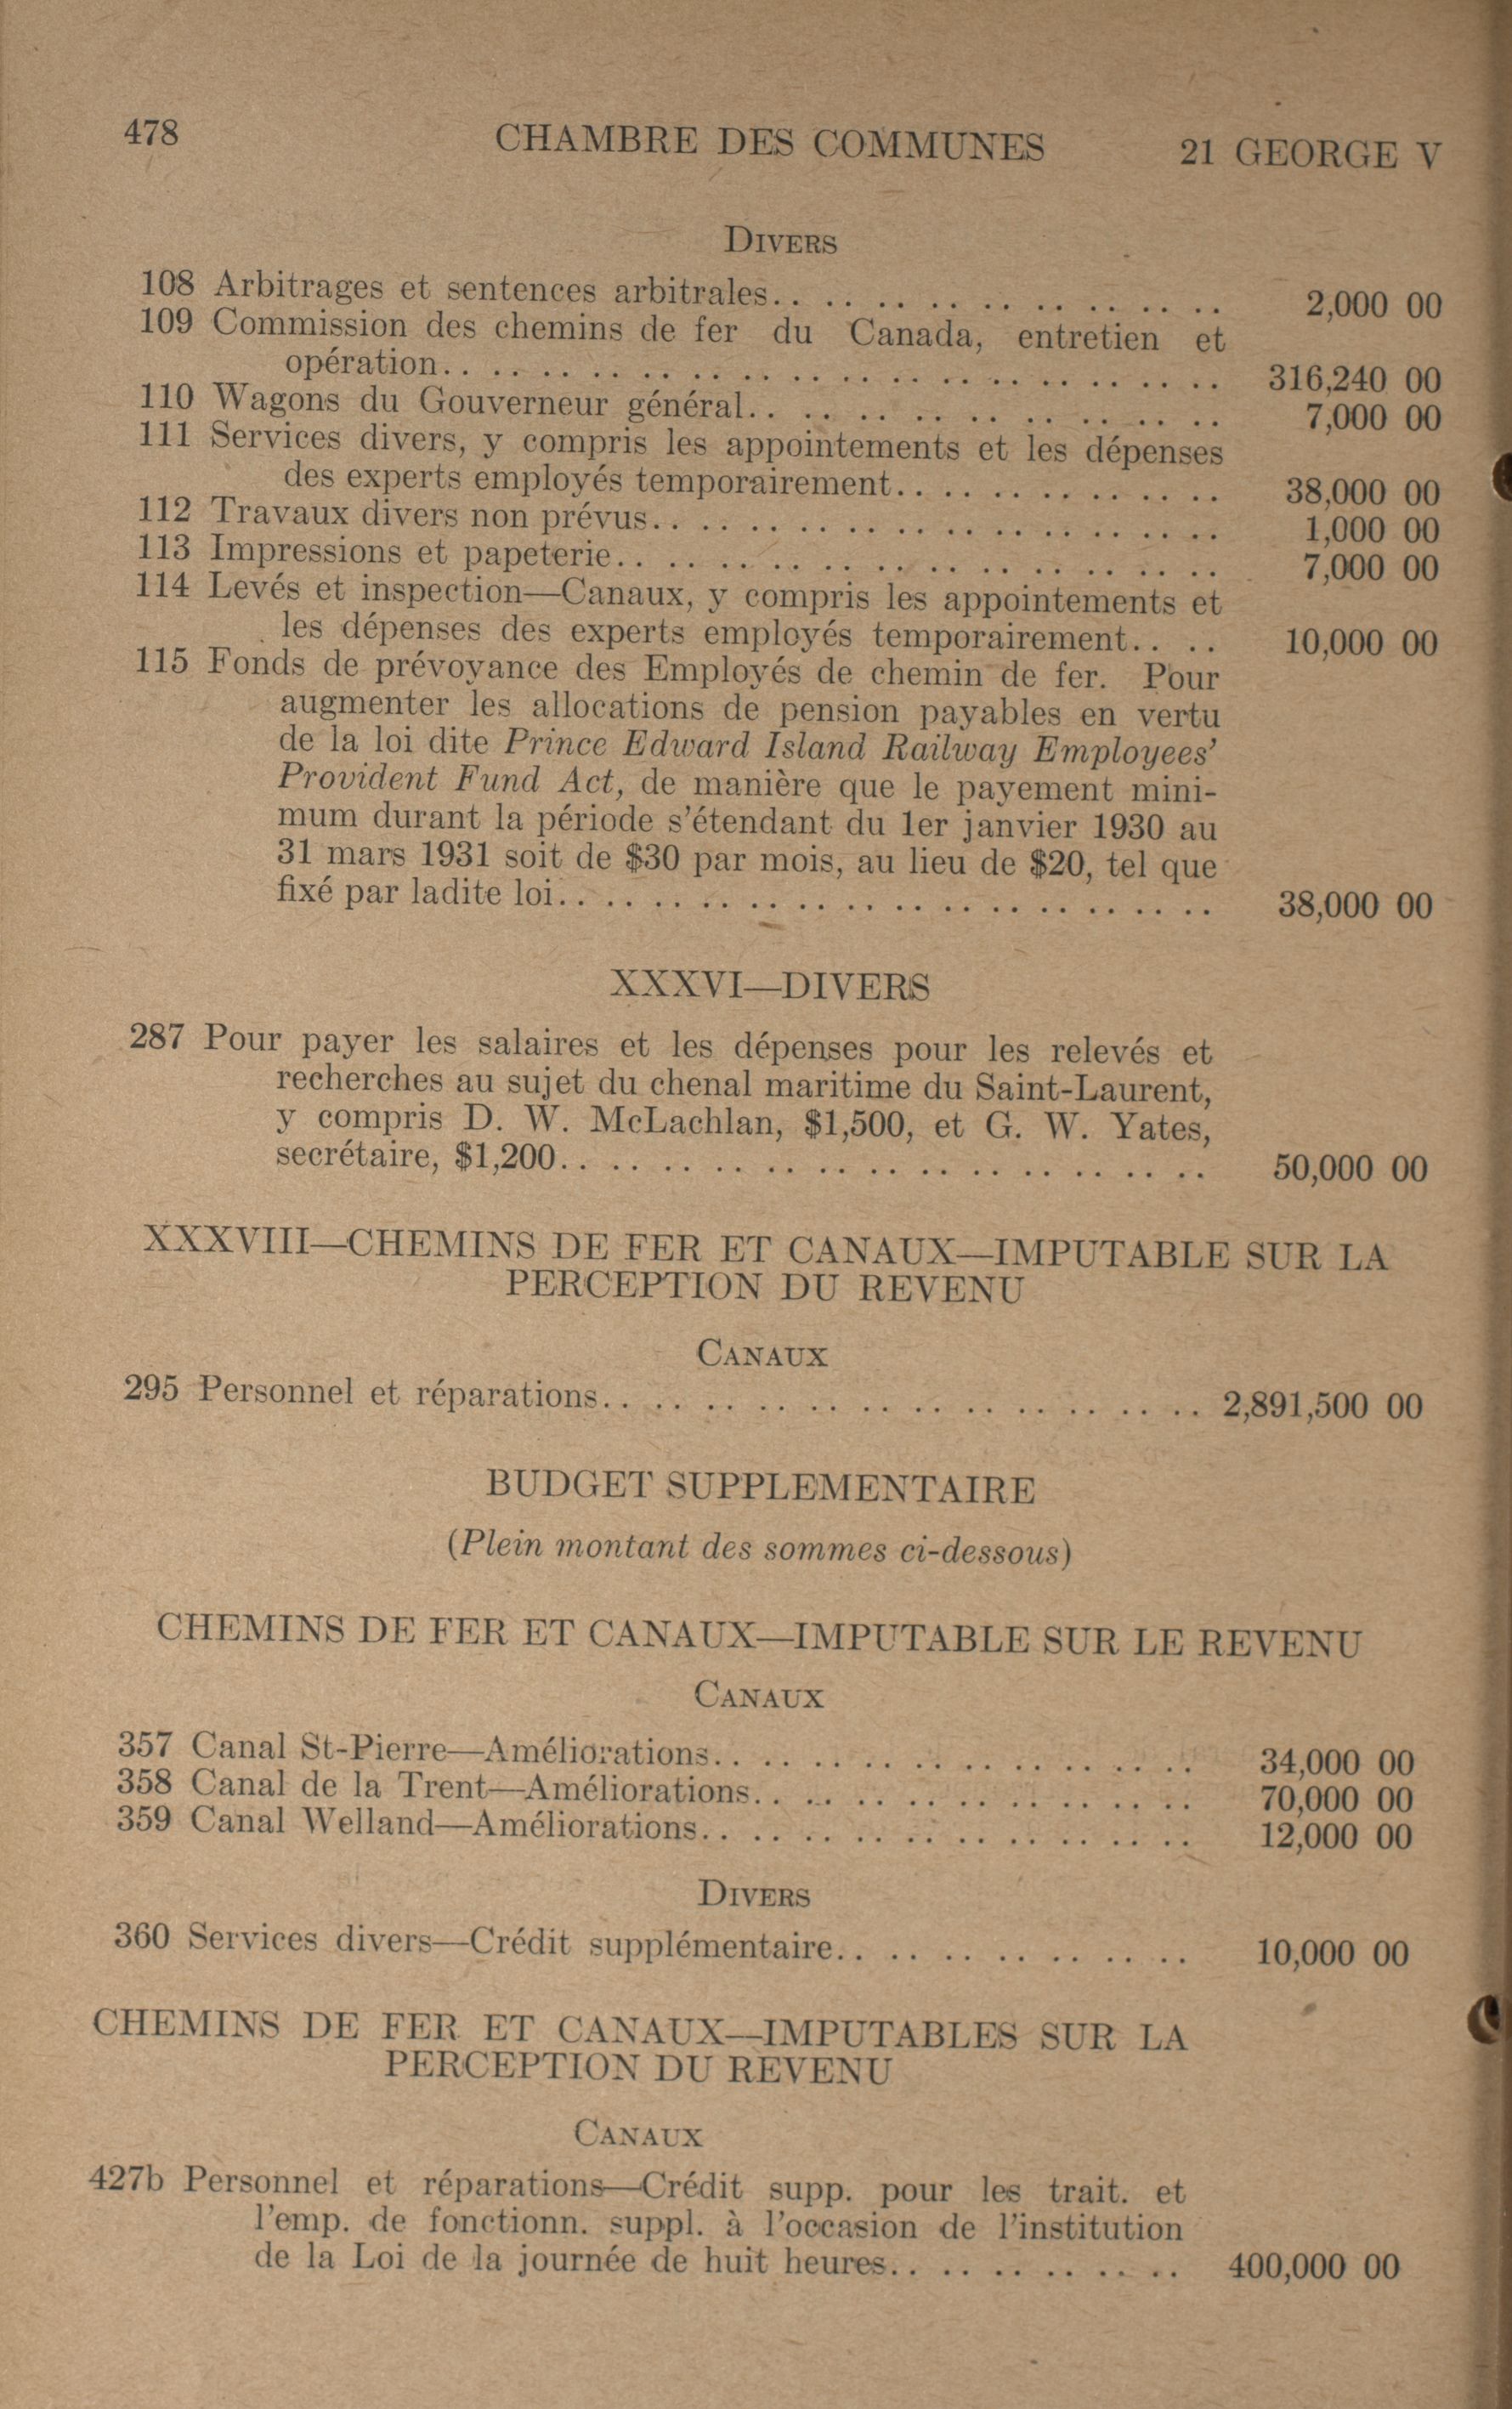 478 CHAMBRE DES COMMUNES 21 GEORGE V
DIVERS
108 Arbitrages et sentences arbitrales.. .. .. .. .. .. .. .. .. 2,000 00
109 Commission des chemins de fer du Canada, entretien et
opération.. .. .. .. .. .. .. .. .. .. .. .. .. .. .. .. 316,240 00
110 Wagons du Gouverneur général.. .. .. .. .. .. .. .. .. 7,000 00
111 Services divers, y compris les appointements et les dépenses
des experts employés temporairement.. .. .. .. .. .. .. 38,000 00
112 Travaux divers non prévus.. .. .. .. .. .. .. .. .. .. .. .. 1,000 00
113 Impressions et papeterie.. .. .. .. .. .. .. .. .. .. .. .. 7,000 00
114 Levés et inspection—Canaux, y compris les appointements et
les dépenses des experts employés temporairement.. .. .. 10,000 00
115 Fonds de prévoyance des Employés de chemin de fer. Pour
augmenter les allocations de pension payables en vertu
de la loi dite Prince Edward Island Railway Employees'
Provident Fund Act, de manière que le payement mini-
mum durant la période s'étendant du 1er janvier 1930 au
31 mars 1931 soit de $30 par mois, au lieu de $20, tel que
fixé par ladite loi.. .. .. .. .. .. .. .. .. .. .. .. .. .. 38,000 00
XXXVI—DIVERS
287 Pour payer les salaires et les dépenses pour les relevés et
recherches au sujet du chenal maritime du Saint-Laurent,
y compris D. W. McLachlan, $1,500, et G. W. Yates,
secrétaire, $1,200.. .. .. .. .. .. .. .. .. .. .. .. .. 50,000 00
XXXVIII—CHEMINS DE FER ET CANAUX—IMPUTABLE SUR LA
PERCEPTION DU REVENU
CANAUX
295 Personnel et réparations.. .. .. .. .. .. .. .. .. .. .. .. 2,891,500 00
BUDGET SUPPLEMENTAIRE
(Plein montant des sommes ci-dessous)
CHEMINS DE FER ET CANAUX—IMPUTABLE SUR LE REVENU
CANAUX
357 Canal St-Pierre—Améliorations.. .. .. .. .. .. .. .. .. .. 34,000 00
358 Canal de la Trent—Améliorations.. .. .. .. .. .. .. .. .. 70,000 00
359 Canal Welland—Améliorations.. .. .. .. .. .. .. .. .. .. 12,000 00
DIVERS
360 Services divers—Crédit supplémentaire.. .. .. .. .. .. .. 10,000 00
CHEMINS DE FER ET CANAUX—IMPUTABLES SUR LA
PERCEPTION DU REVENU
CANAUX
427b Personnel et réparations—Crédit supp. pour les trait. et
l'emp. de fonctionn. suppl. à l'occasion de l'institution
de la Loi de la journée de huit heures.. .. .. .. .. .. 400,000 00